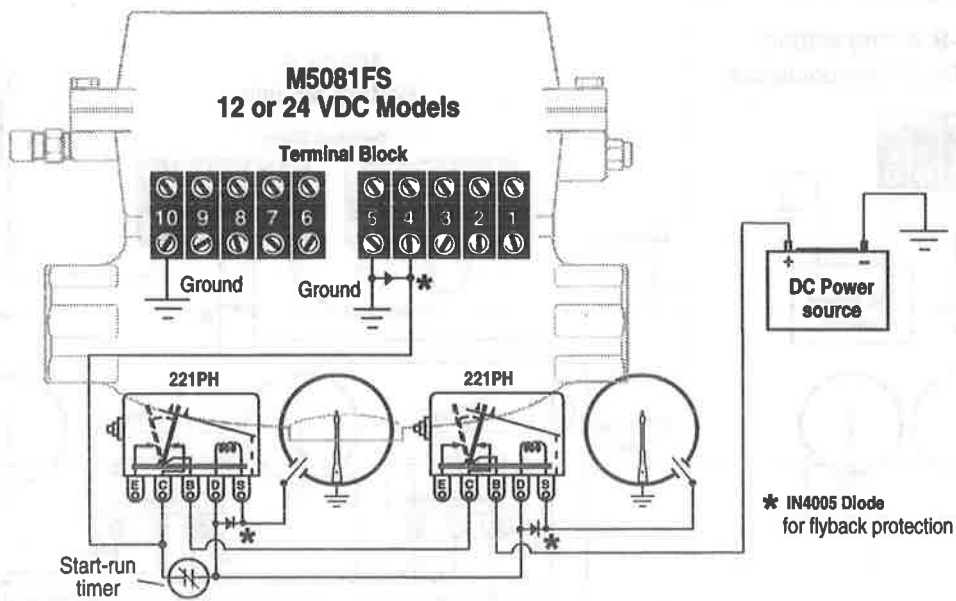 M5081FS
12 or 24 VDC Models
Terminal Block
10 9 8 7 6 5 4 3 2 1
Ground
Ground
*
+ −
DC Power
source
221PH
221PH
E C B D S
E C B D S
*
*
Start-run
timer
* IN4005 Diode
for flyback protection